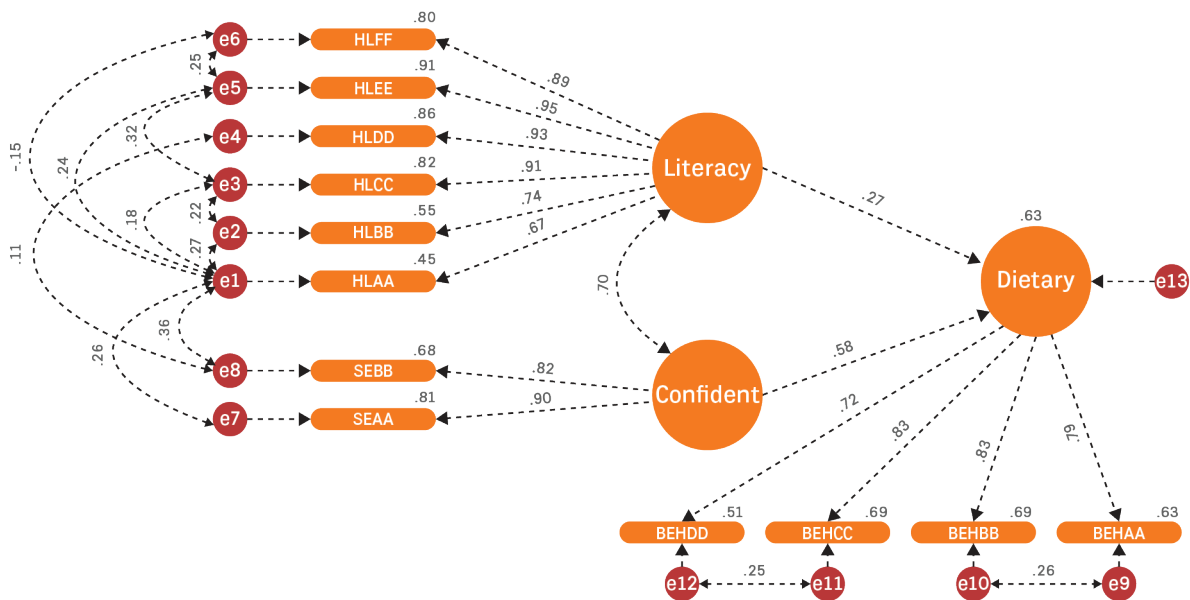 .80
e6 HLFF
.25
.89
.91
e5 HLEE
.95
.86
e4 HLDD
.32
.93
.82
e3 HLCC
.91
Literacy
-.15
.24
.18
.22
.74
.55
e2 HLBB
.67
.27
.27
.63
.11
.45
e1 HLAA
.70
Dietary
e13
.36
.26
.68
e8 SEBB
.82
.58
.81
e7 SEAA
.90
Confident
.72
.83
.83
.79
.51
BEHDD
.69
BEHCC
.69
BEHBB
.63
BEHAA
e12 .25 e11
e10 .26 e9